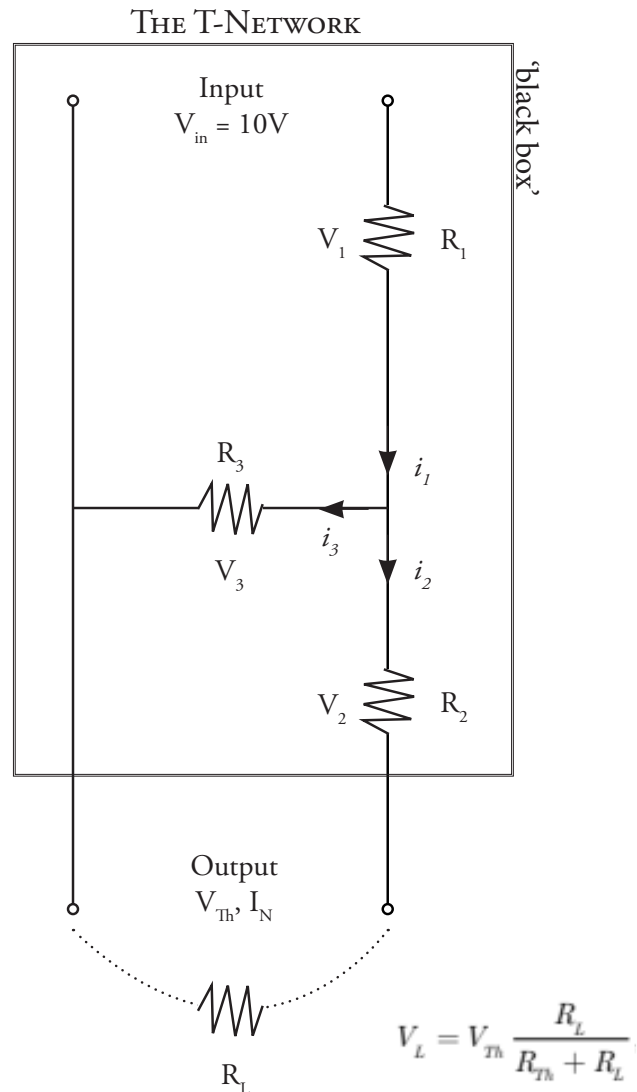 THE T-NETWORK
'black box'
Input
V_in = 10V
V_1 R_1
i_1
R_3
i_3
V_3
i_2
V_2 R_2
Output
V_Th, I_N
R_L
V_L = V_Th R_L / (R_Th + R_L) ,